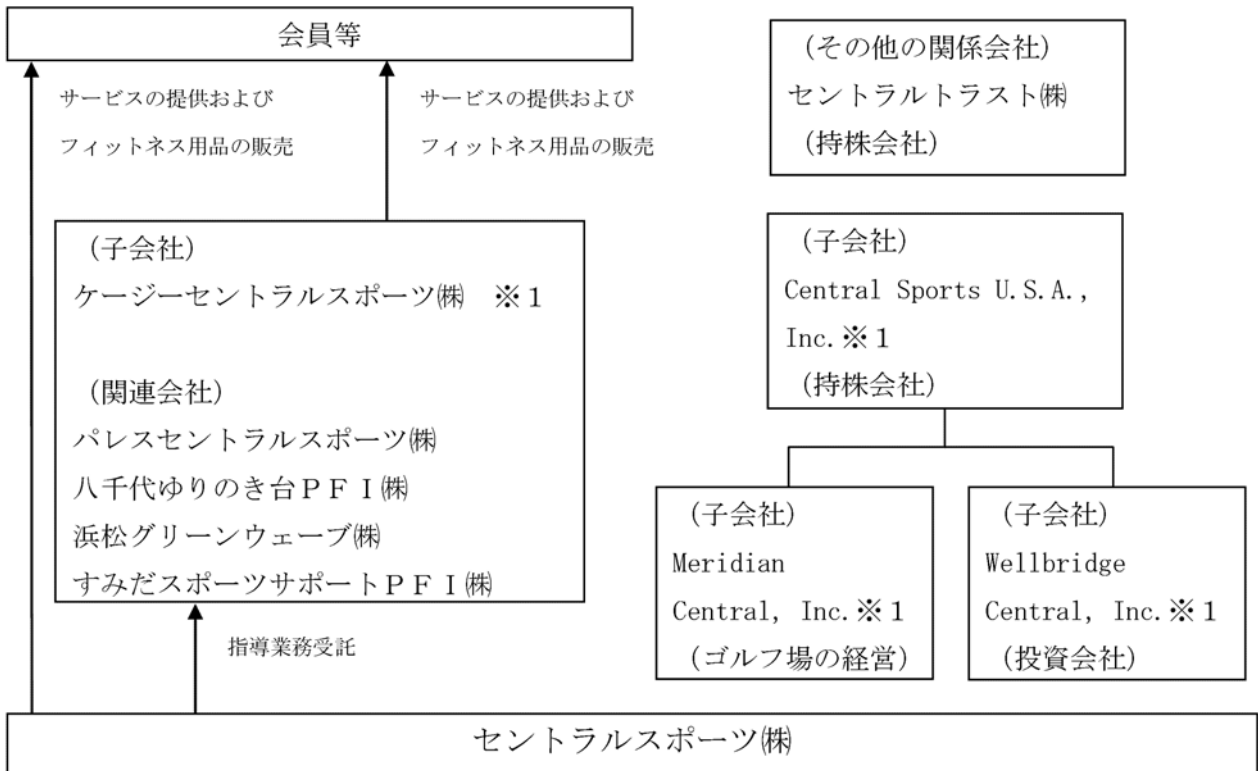 会員等
サービスの提供および
フィットネス用品の販売
サービスの提供および
フィットネス用品の販売
(その他の関係会社)
セントラルトラスト㈱
(持株会社)
(子会社)
ケージーセントラルスポーツ㈱ ※1
(関連会社)
パレスセントラルスポーツ㈱
八千代ゆりのき台PFI㈱
浜松グリーンウェーブ㈱
すみだスポーツサポートPFI㈱
(子会社)
Central Sports U.S.A.,
Inc.※1
(持株会社)
(子会社)
Meridian
Central, Inc.※1
(ゴルフ場の経営)
(子会社)
Wellbridge
Central, Inc.※1
(投資会社)
指導業務受託
セントラルスポーツ㈱